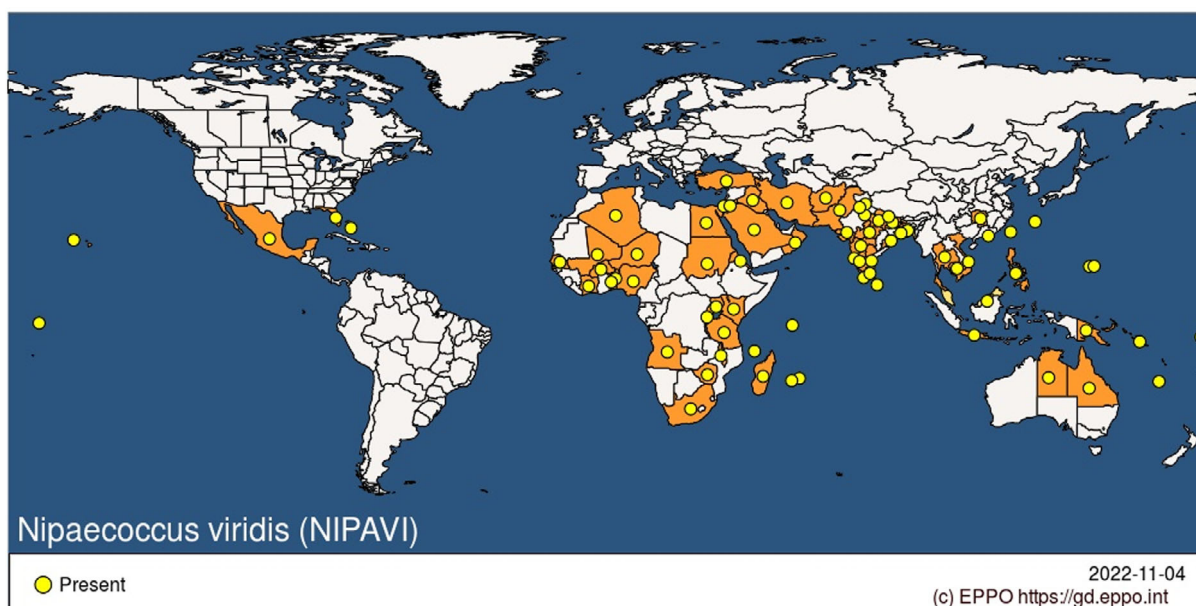 Nipaecoccus viridis (NIPAVI)
Present
2022-11-04
(c) EPPO https://gd.eppo.int